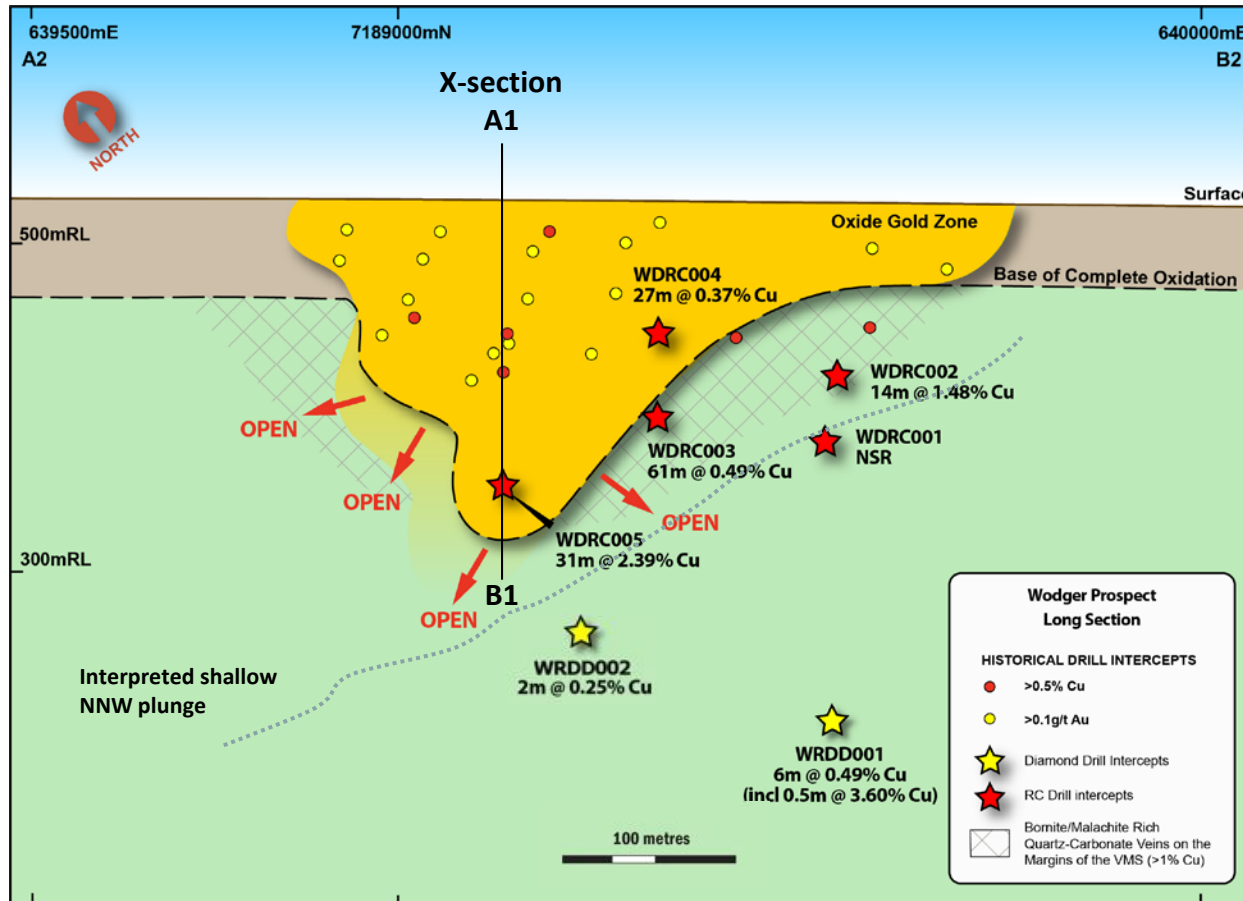 639500mE
7189000mN
640000mE
A2
B2
X-section
A1
NORTH
Surface
500mRL
Oxide Gold Zone
Base of Complete Oxidation
WDRC004
27m @ 0.37% Cu
WDRC002
14m @ 1.48% Cu
OPEN
WDRC001
NSR
WDRC003
61m @ 0.49% Cu
OPEN
OPEN
WDRC005
31m @ 2.39% Cu
300mRL
B1
OPEN
WRDD002
2m @ 0.25% Cu
Interpreted shallow
NNW plunge
WRDD001
6m @ 0.49% Cu
(incl 0.5m @ 3.60% Cu)
100 metres
Wodger Prospect
Long Section
HISTORICAL DRILL INTERCEPTS
>0.5% Cu
>0.1g/t Au
Diamond Drill Intercepts
RC Drill intercepts
Bornite/Malachite Rich
Quartz-Carbonate Veins on the
Margins of the VMS (>1% Cu)